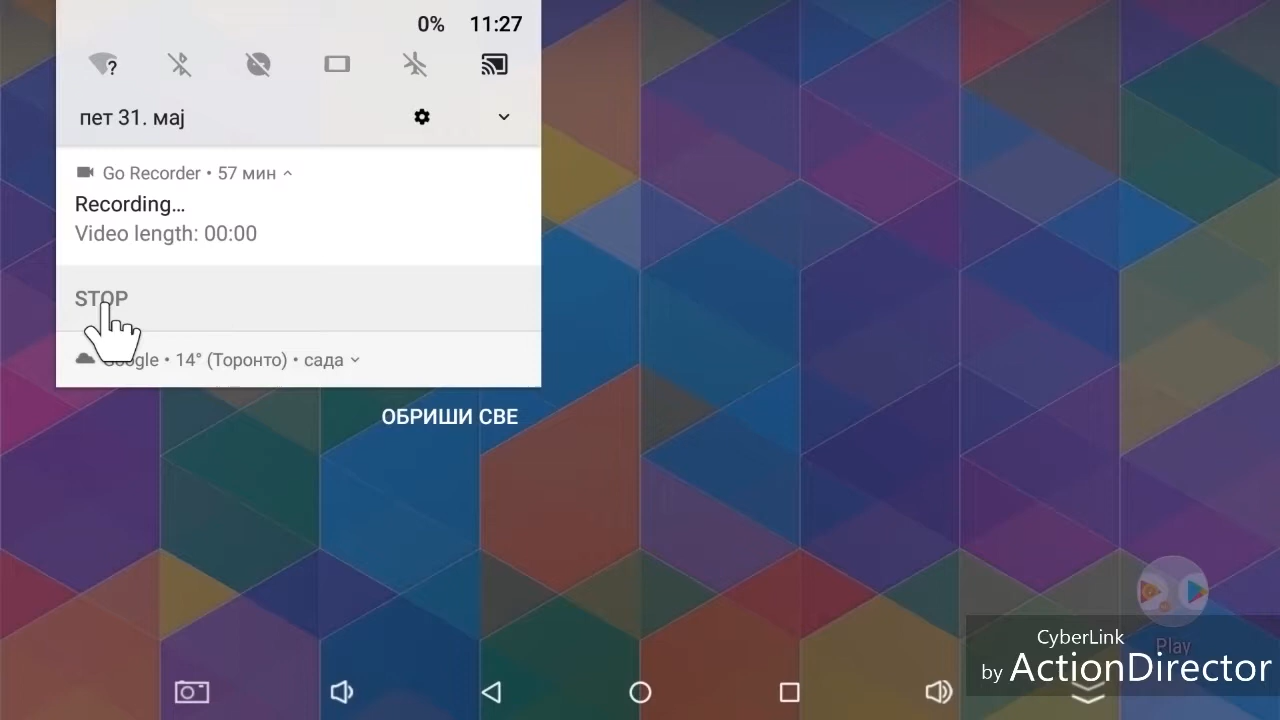 0% 11:27
пет 31. мај
Go Recorder • 57 мин
Recording…
Video length: 00:00
STOP
Google • 14° (Торонто) • сада
ОБРИШИ СВЕ
Play
CyberLink
by ActionDirector